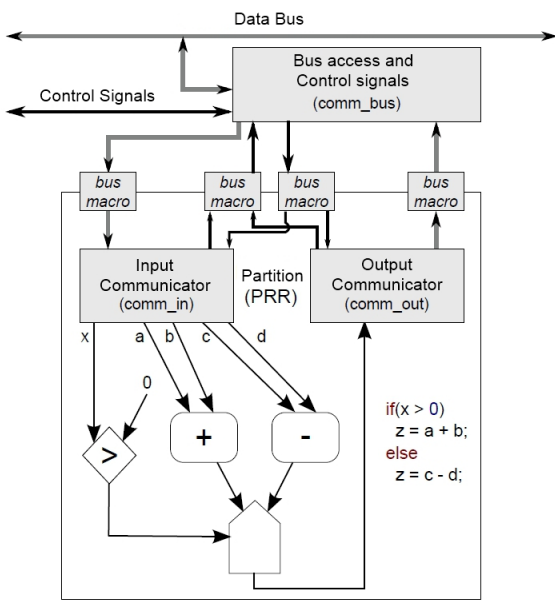 Data Bus
Bus access and
Control signals
(comm_bus)
Control Signals
bus
macro
bus
macro
bus
macro
bus
macro
Input
Communicator
(comm_in)
Partition
(PRR)
Output
Communicator
(comm_out)
x
a
b
c
d
0
>
+
-
if(x > 0)
z = a + b;
else
z = c - d;